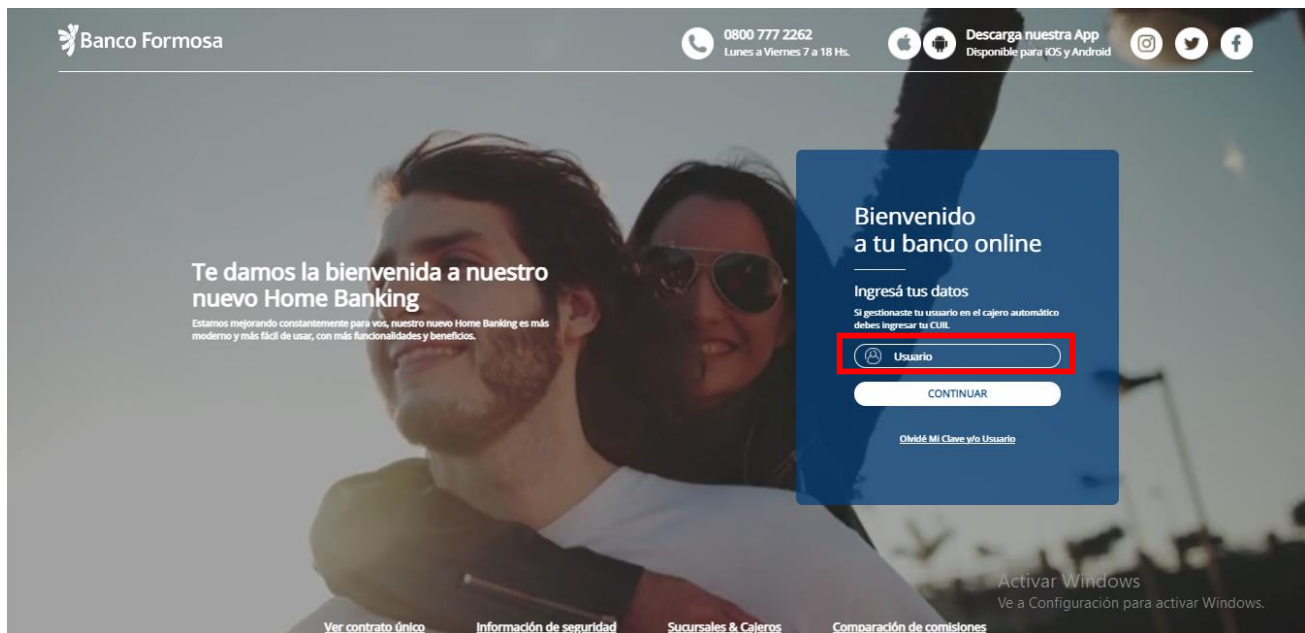 Banco Formosa
0800 777 2262
Lunes a Viernes 7 a 18 Hs.
Descarga nuestra App
Disponible para iOS y Android
Te damos la bienvenida a nuestro
nuevo Home Banking
Estamos mejorando constantemente para vos, nuestro nuevo Home Banking es más
moderno y más fácil de usar, con más funcionalidades y beneficios.
Bienvenido
a tu banco online
Ingresá tus datos
Si gestionaste tu usuario en el cajero automático
debes ingresar tu CUIL
Usuario
CONTINUAR
Olvidé Mi Clave y/o Usuario
Activar Windows
Ve a Configuración para activar Windows.
Ver contrato único
Información de seguridad
Sucursales & Cajeros
Comparación de comisiones